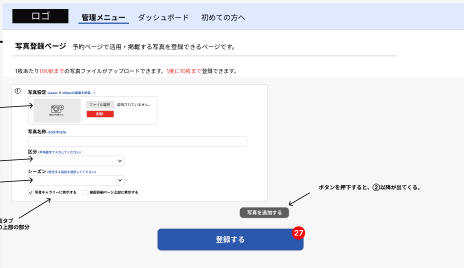 ロゴ
管理メニュー ダッシュボード 初めての方へ
写真登録ページ 予約ページで活用・掲載する写真を登録できるページです。
1枚あたり10MBまでの写真ファイルがアップロードできます。1度に10枚まで登録できます。
① 写真設定
ファイル選択 選択されていません。
削除
写真名称
区分
シーズン
写真ギャラリーに表示する 施設詳細ページ上部に表示する
ボタンを押下すると、②以降が出てくる。
写真を追加する
タブ
上部の部分
登録する
27